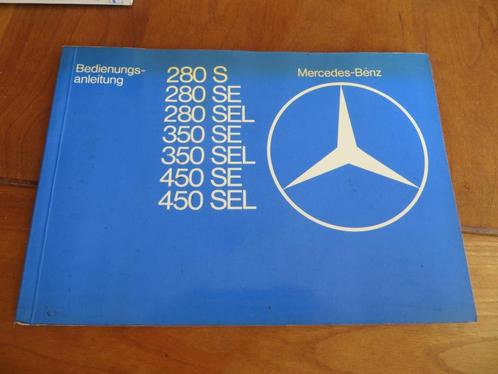 Bedienungs-
anleitung
280 S
280 SE
280 SEL
350 SE
350 SEL
450 SE
450 SEL
Mercedes-Benz